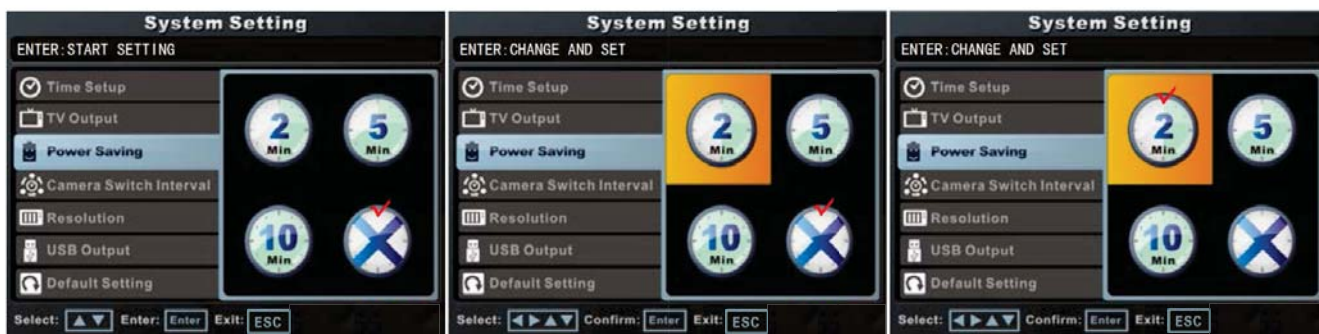 System Setting
ENTER:START SETTING
Time Setup
TV Output
Power Saving
Camera Switch Interval
Resolution
USB Output
Default Setting
2
Min
5
Min
10
Min
Select: ▲▼ Enter: Enter Exit: ESC
System Setting
ENTER:CHANGE AND SET
Time Setup
TV Output
Power Saving
Camera Switch Interval
Resolution
USB Output
Default Setting
2
Min
5
Min
10
Min
Select: ◀▶▲▼ Confirm: Enter Exit: ESC
System Setting
ENTER:CHANGE AND SET
Time Setup
TV Output
Power Saving
Camera Switch Interval
Resolution
USB Output
Default Setting
2
Min
5
Min
10
Min
Select: ◀▶▲▼ Confirm: Enter Exit: ESC